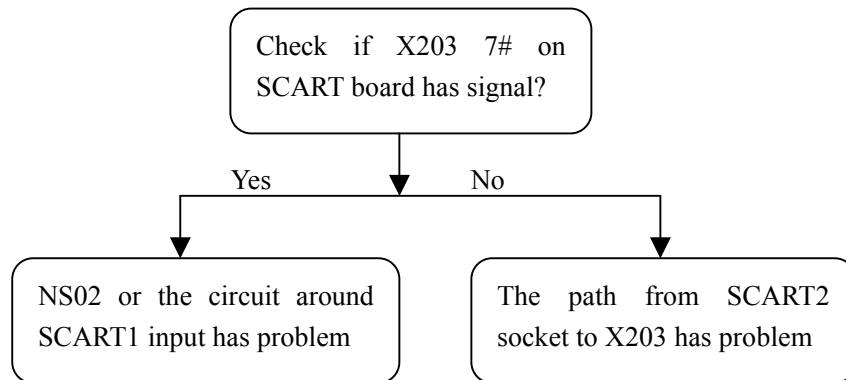 Check if X203 7# on
SCART board has signal?
Yes
No
NS02 or the circuit around
SCART1 input has problem
The path from SCART2
socket to X203 has problem